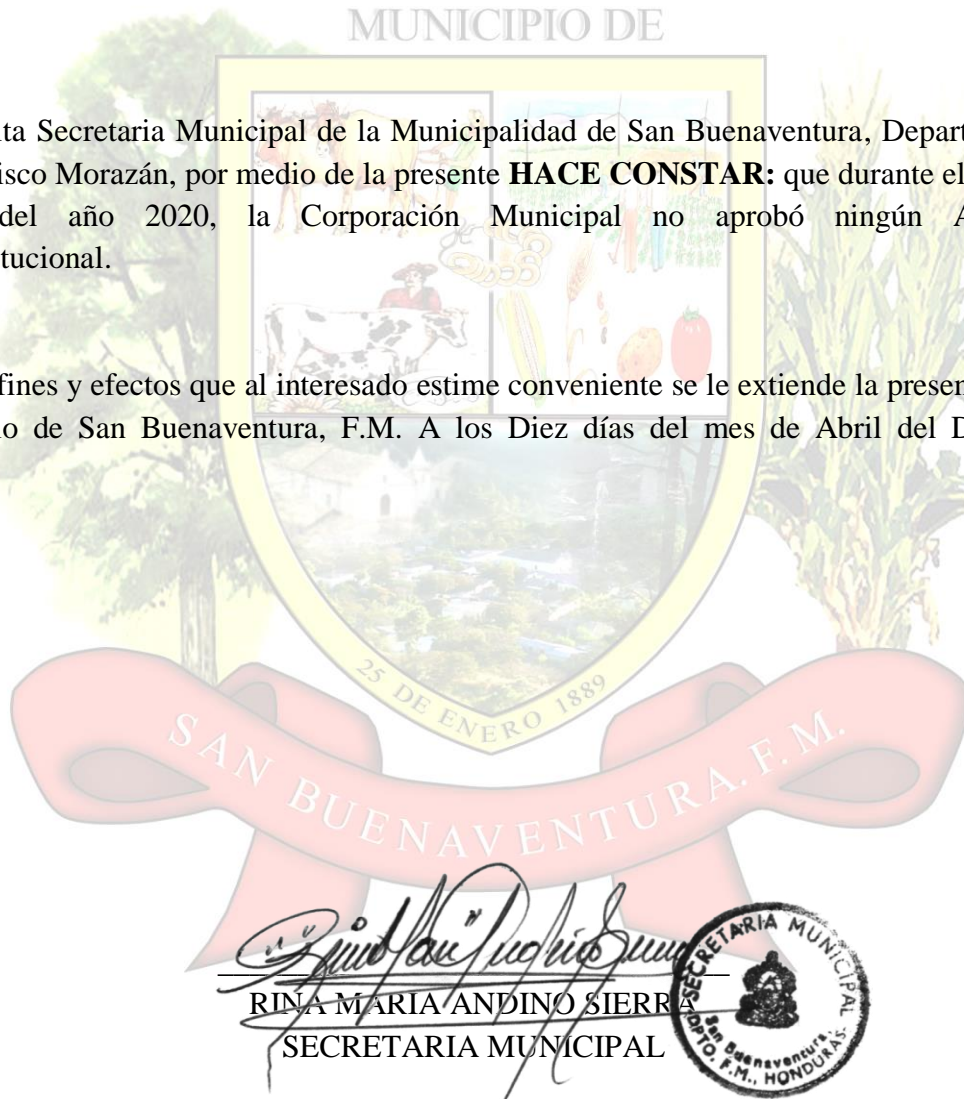 MUNICIPIO DE
ita Secretaria Municipal de la Municipalidad de San Buenaventura, Depart
isco Morazán, por medio de la presente HACE CONSTAR: que durante el
del año 2020, la Corporación Municipal no aprobó ningún A
tucional.
fines y efectos que al interesado estime conveniente se le extiende la presen
io de San Buenaventura, F.M. A los Diez días del mes de Abril del D
25 DE ENERO 1889
SAN BUENAVENTURA. F. M.
RINA MARIA ANDINO SIERRA
SECRETARIA MUNICIPAL
SECRETARIA MUNICIPAL
San Buenaventura,
DPTO. F.M., HONDURAS.